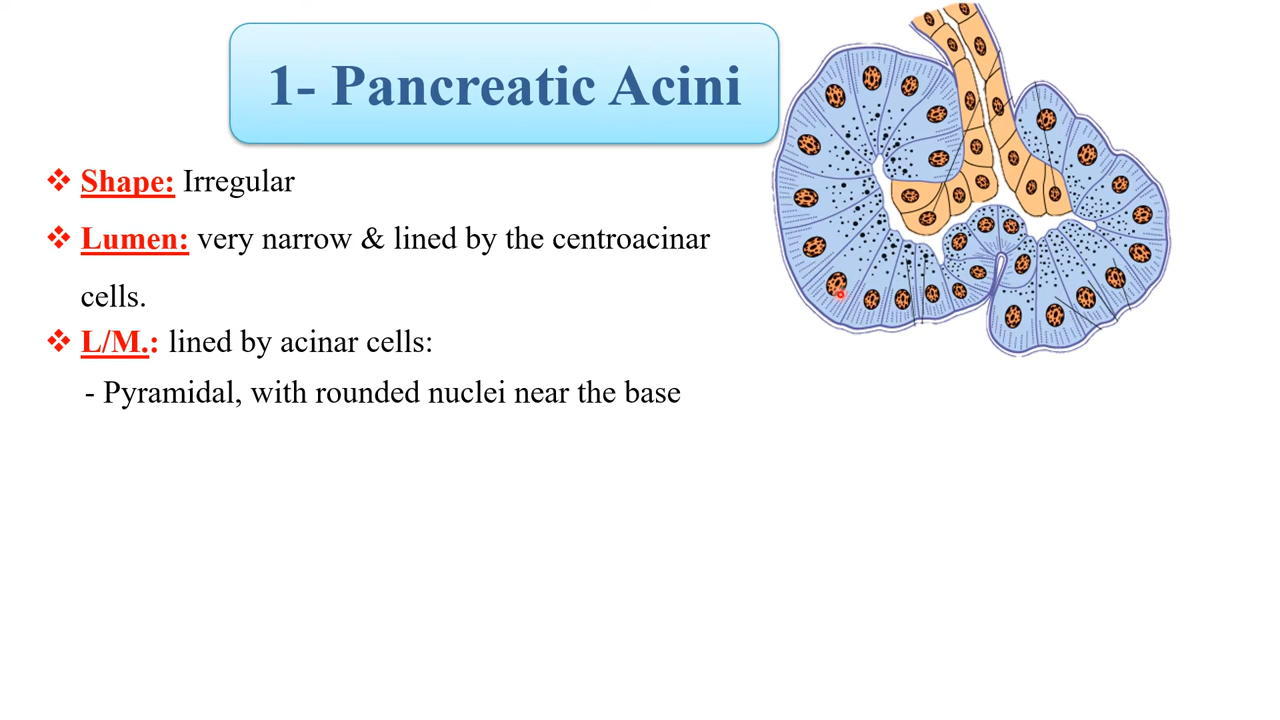 1- Pancreatic Acini
❖ Shape: Irregular
❖ Lumen: very narrow & lined by the centroacinar
cells.
❖ L/M.: lined by acinar cells:
- Pyramidal, with rounded nuclei near the base